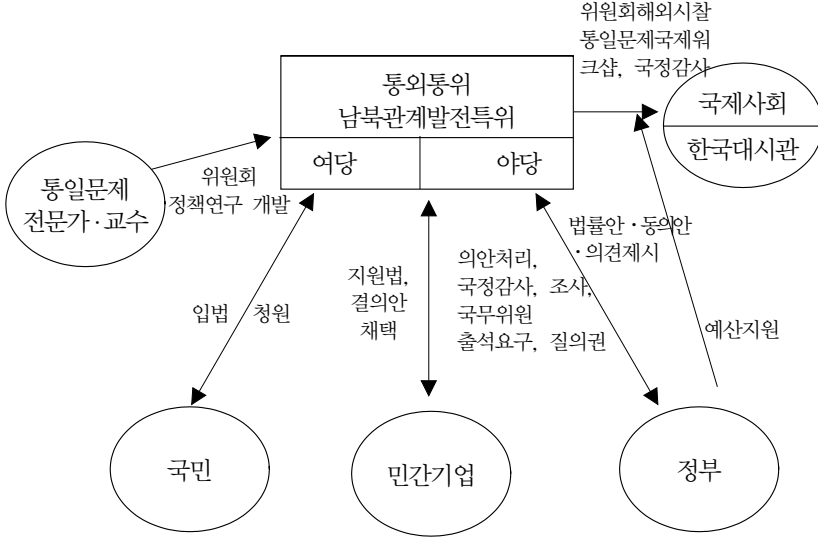 위원회해외시찰
통일문제국제워
크샵, 국정감사
통외통위
남북관계발전특위
여당 야당
국제사회
한국대시관
통일문제
전문가·교수
위원회
정책연구 개발
법률안·동의안
·의견제시
지원법,
결의안
채택
의안처리,
국정감사, 조사,
국무위원
출석요구, 질의권
입법 청원
예산지원
국민
민간기업
정부